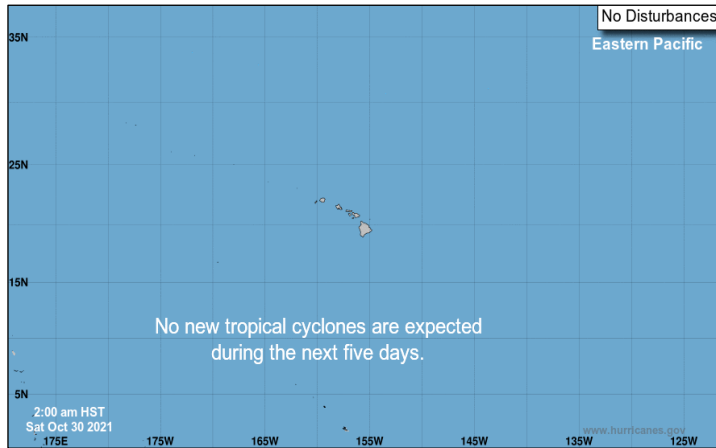 No Disturbances
Eastern Pacific
35N
25N
15N
No new tropical cyclones are expected
during the next five days.
5N
2:00 am HST
Sat Oct 30 2021
www.hurricanes.gov
175E
175W
165W
155W
145W
135W
125W